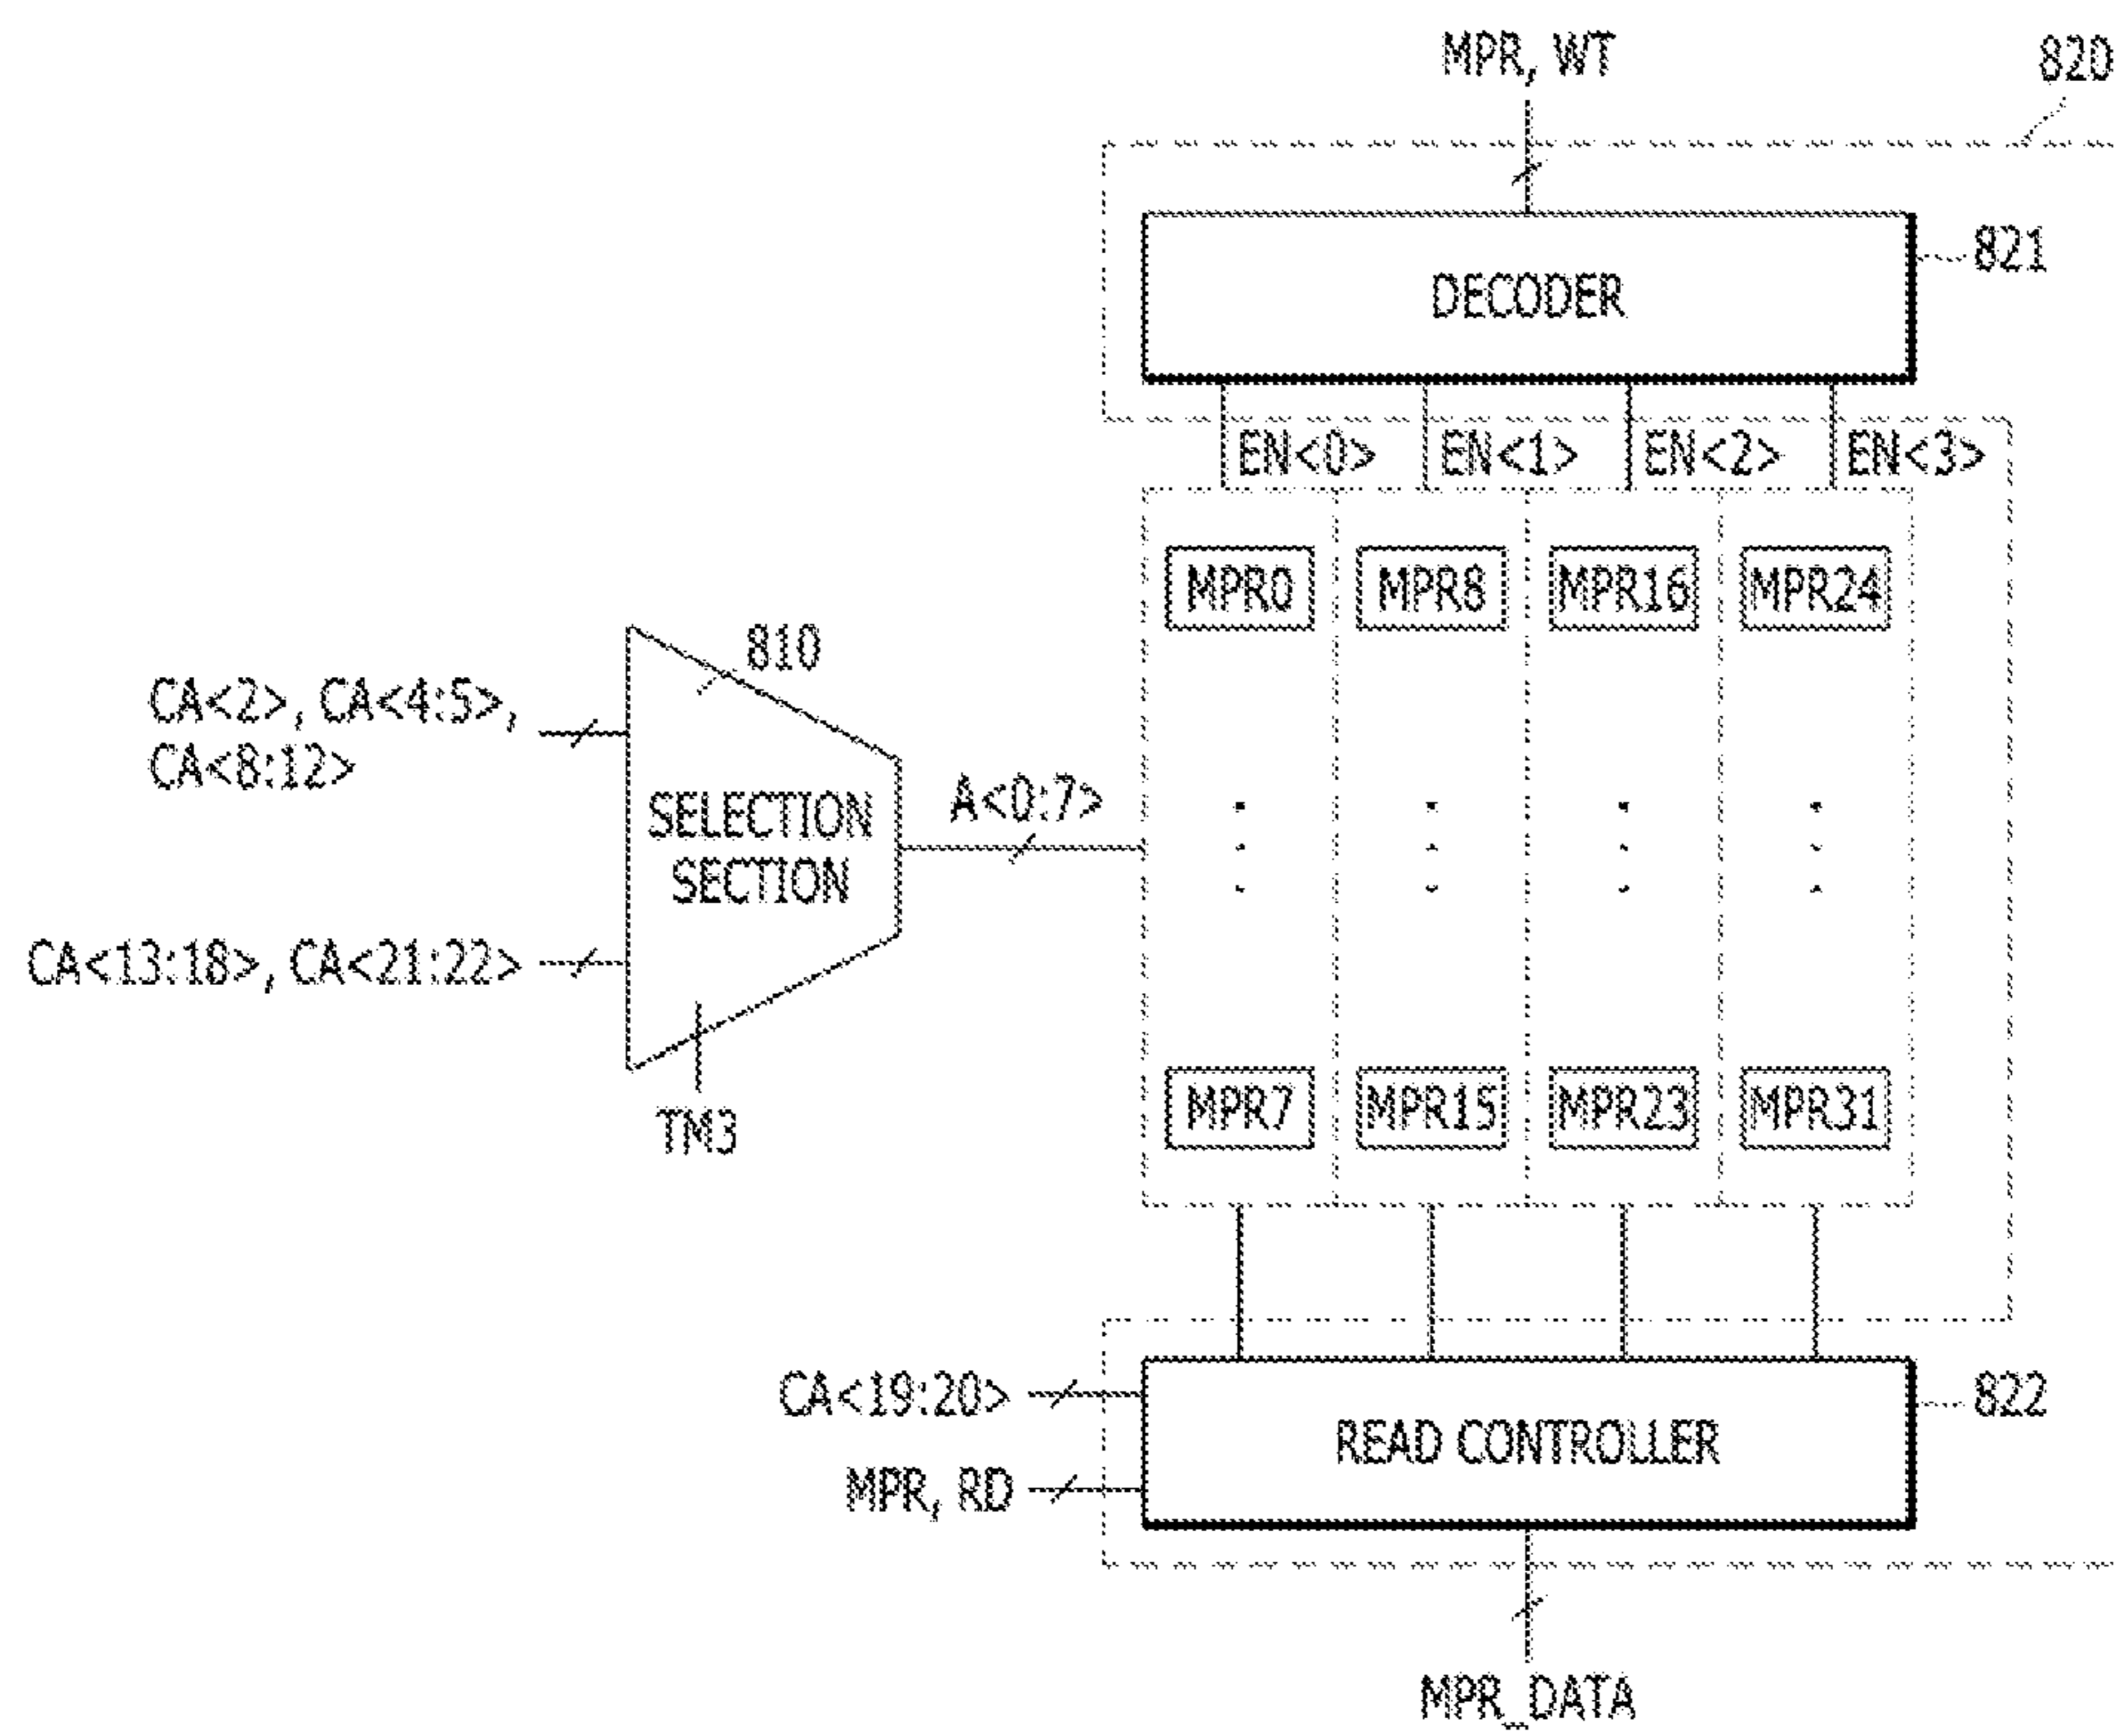 MPR, WT
820
DECODER
821
EN<0> EN<1> EN<2> EN<3>
MPR0 MPR8 MPR16 MPR24
810
CA<2>, CA<4:5>,
CA<8:12>
SELECTION
SECTION
A<0:7>
CA<13:18>, CA<21:22>
TM3
MPR7 MPR15 MPR23 MPR31
CA<19:20>
822
READ CONTROLLER
MPR, RD
MPR_DATA